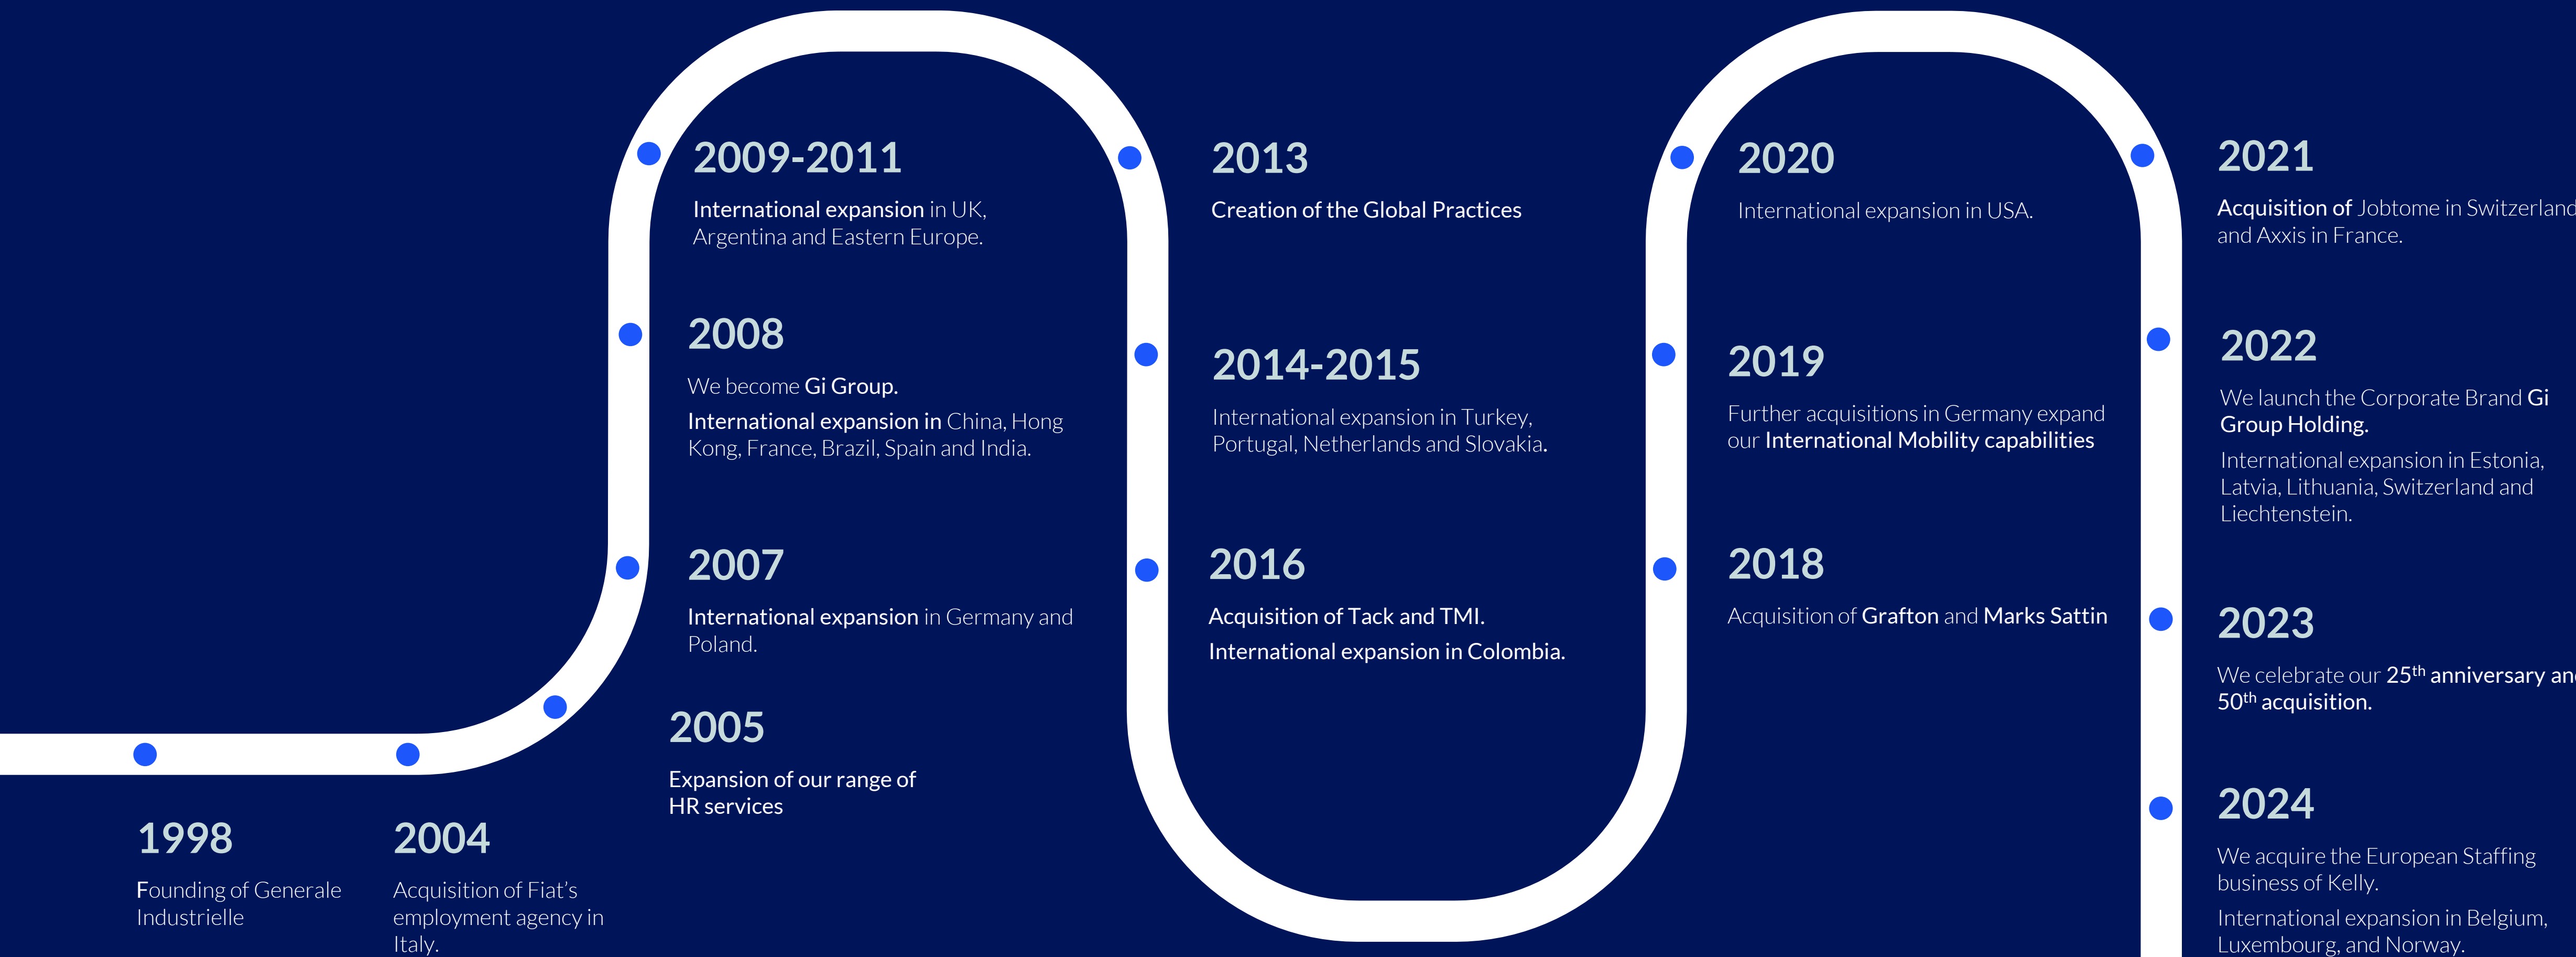 1998
Founding of Generale
Industrielle
2004
Acquisition of Fiat’s
employment agency in
Italy.
2005
Expansion of our range of
HR services
2007
International expansion in Germany and
Poland.
2008
We become Gi Group.
International expansion in China, Hong
Kong, France, Brazil, Spain and India.
2009-2011
International expansion in UK,
Argentina and Eastern Europe.
2013
Creation of the Global Practices
2014-2015
International expansion in Turkey,
Portugal, Netherlands and Slovakia.
2016
Acquisition of Tack and TMI.
International expansion in Colombia.
2018
Acquisition of Grafton and Marks Sattin
2019
Further acquisitions in Germany expand
our International Mobility capabilities
2020
International expansion in USA.
2021
Acquisition of Jobtome in Switzerland
and Axxis in France.
2022
We launch the Corporate Brand Gi
Group Holding.
International expansion in Estonia,
Latvia, Lithuania, Switzerland and
Liechtenstein.
2023
We celebrate our 25th anniversary and
50th acquisition.
2024
We acquire the European Staffing
business of Kelly.
International expansion in Belgium,
Luxembourg, and Norway.